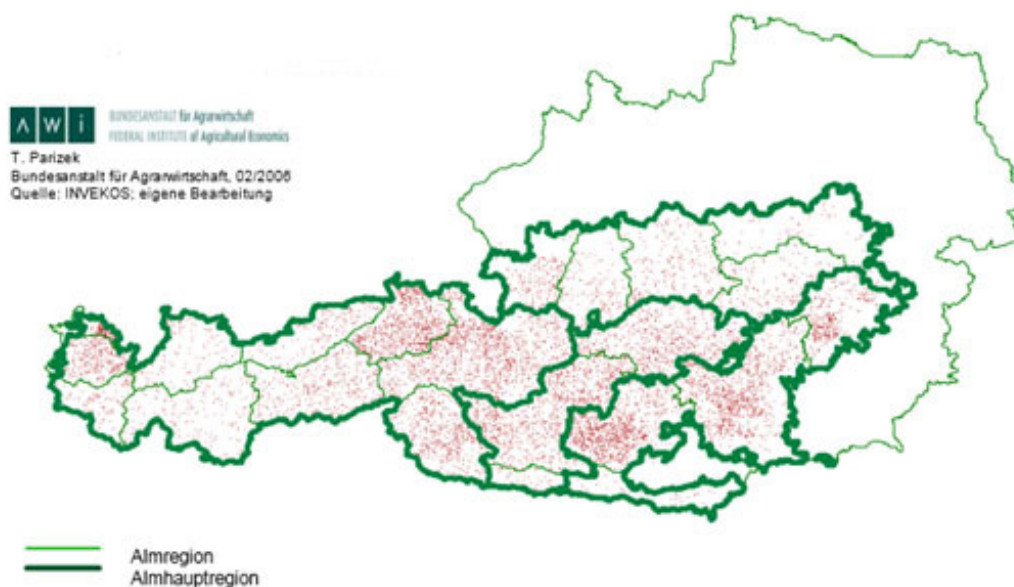 AWI BUNDESANSTALT für Agrarwirtschaft
FEDERAL INSTITUTE of Agricultural Economics
T. Parizek
Bundesanstalt für Agrarwirtschaft, 02/2006
Quelle: INVEKOS; eigene Bearbeitung
Almregion
Almhauptregion